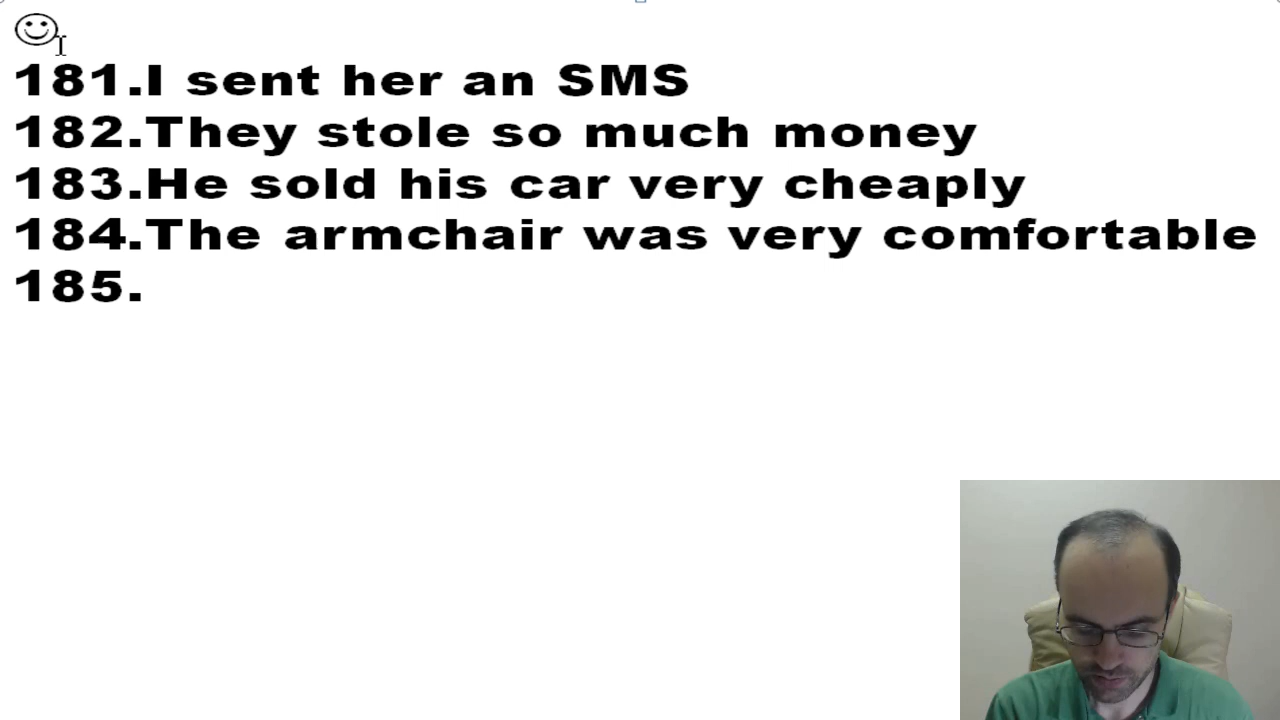 181.I sent her an SMS
182.They stole so much money
183.He sold his car very cheaply
184.The armchair was very comfortable
185.